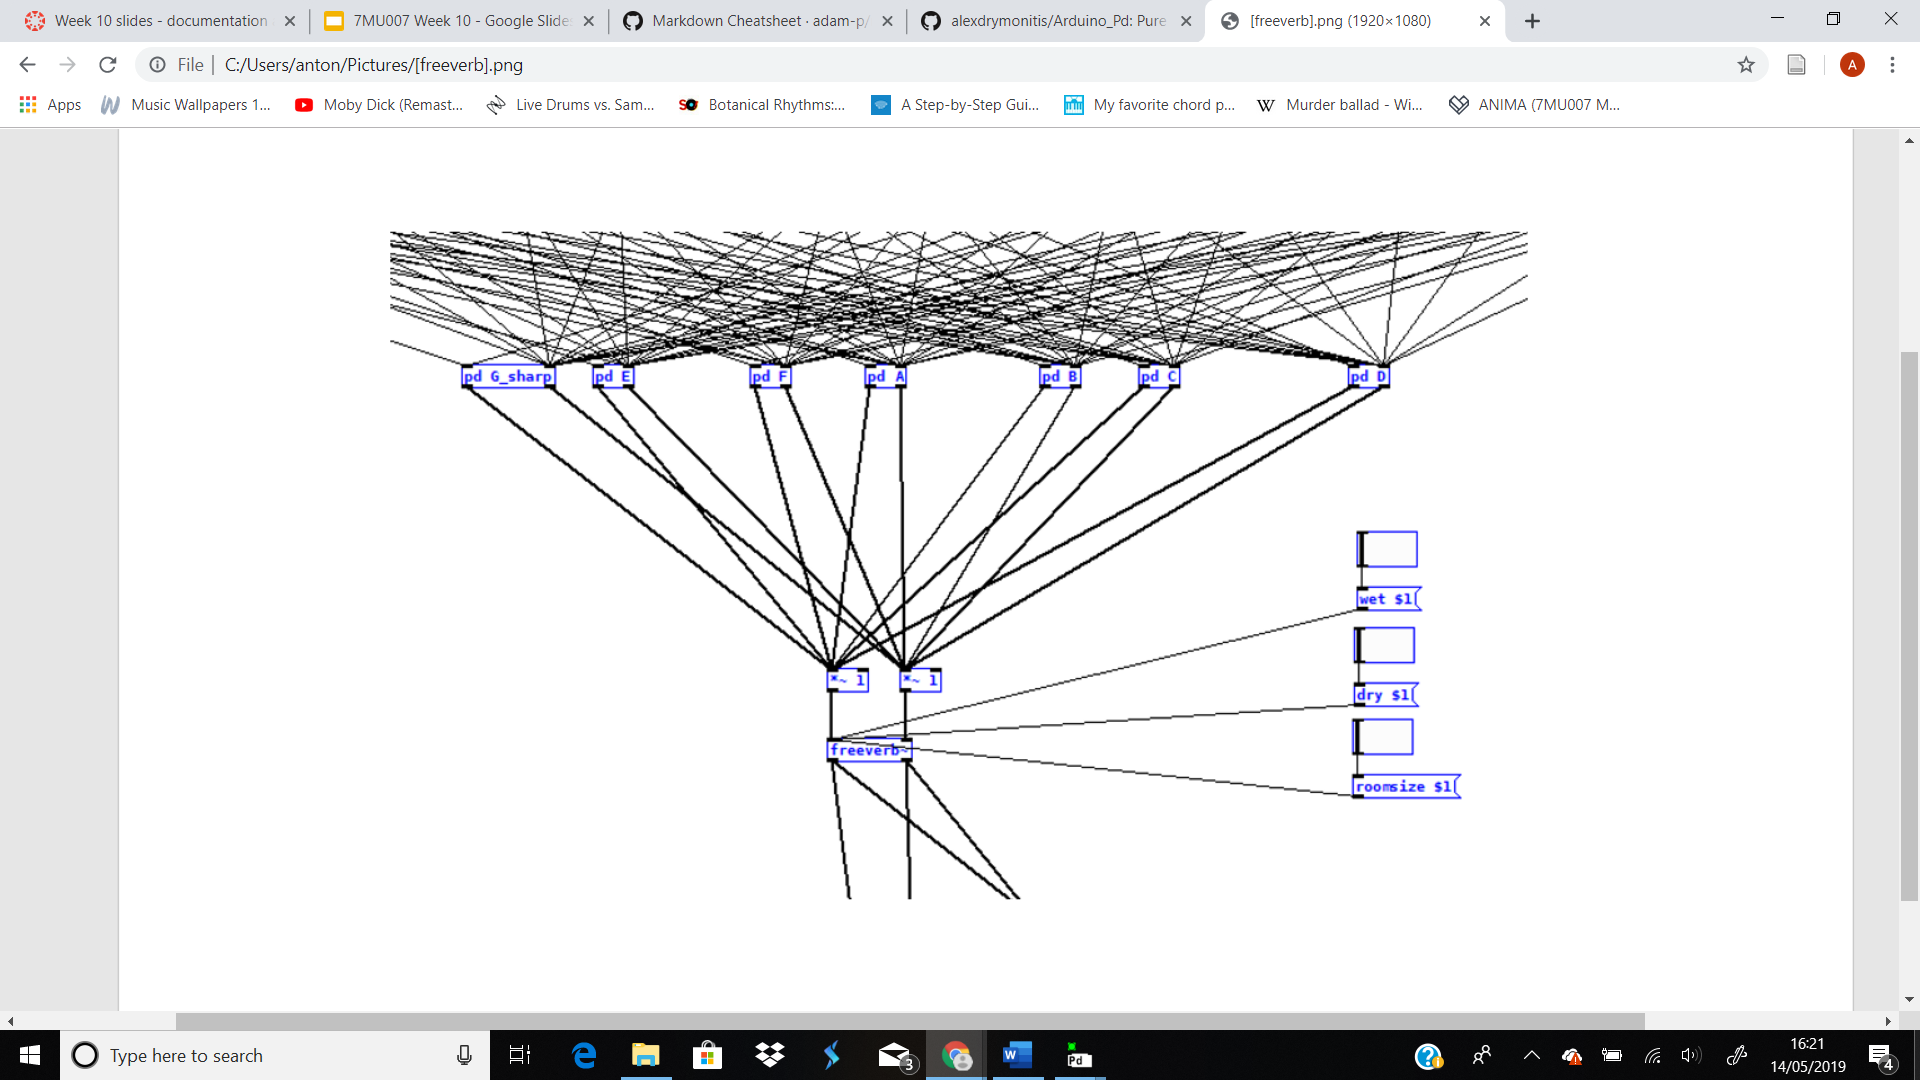 Week 10 slides - documentation
7MU007 Week 10 - Google Slide
Markdown Cheatsheet · adam-p/
alexdrymonitis/Arduino_Pd: Pure
[freeverb].png (1920×1080)
File
C:/Users/anton/Pictures/[freeverb].png
A
Apps
Music Wallpapers 1...
Moby Dick (Remast...
Live Drums vs. Sam...
Botanical Rhythms:...
A Step-by-Step Gui...
My favorite chord p...
Murder ballad - Wi...
ANIMA (7MU007 M...
pd G_sharp
pd E
pd F
pd A
pd B
pd C
pd D
wet $1
dry $1
*~ 1
*~ 1
freeverb~
roomsize $1
Type here to search
3
Pd
16:21
14/05/2019
4